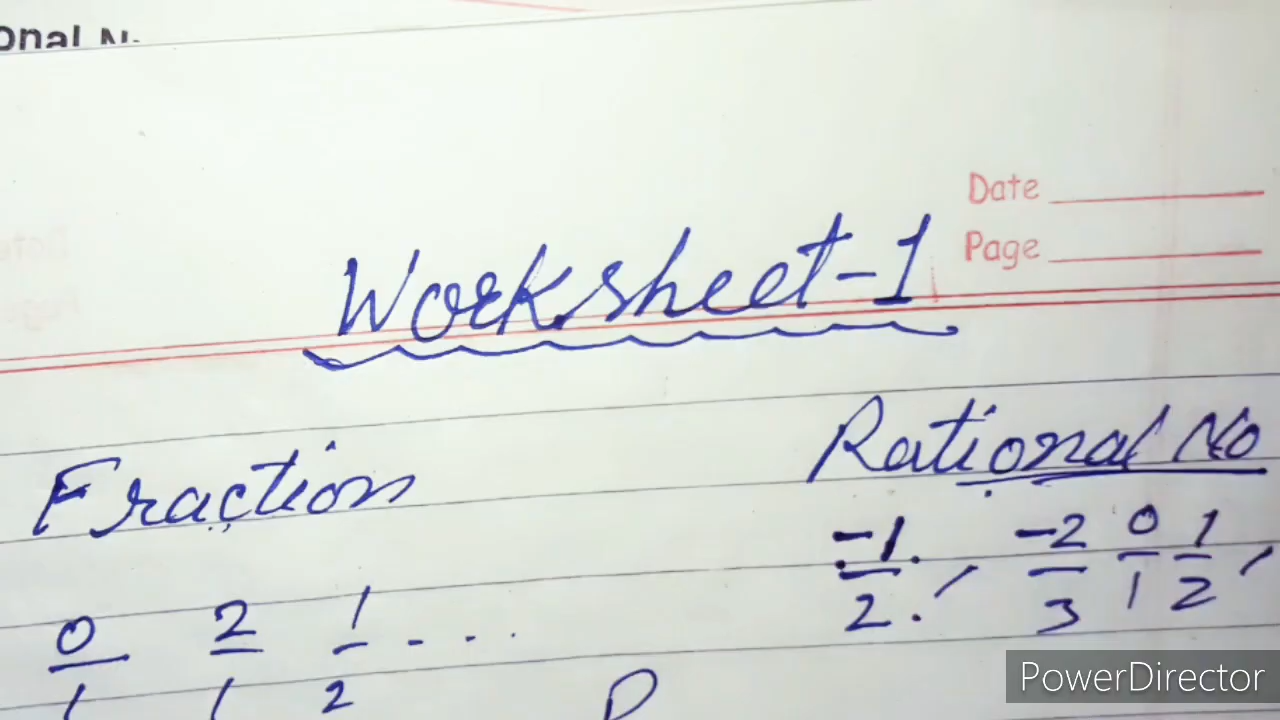 onal N
Date
Page
Worksheet-1
Fraction
Rational No
-1/2, -2/3 0/1 1/2,
0/1 2/1 1/2 - - - .
P
PowerDirector